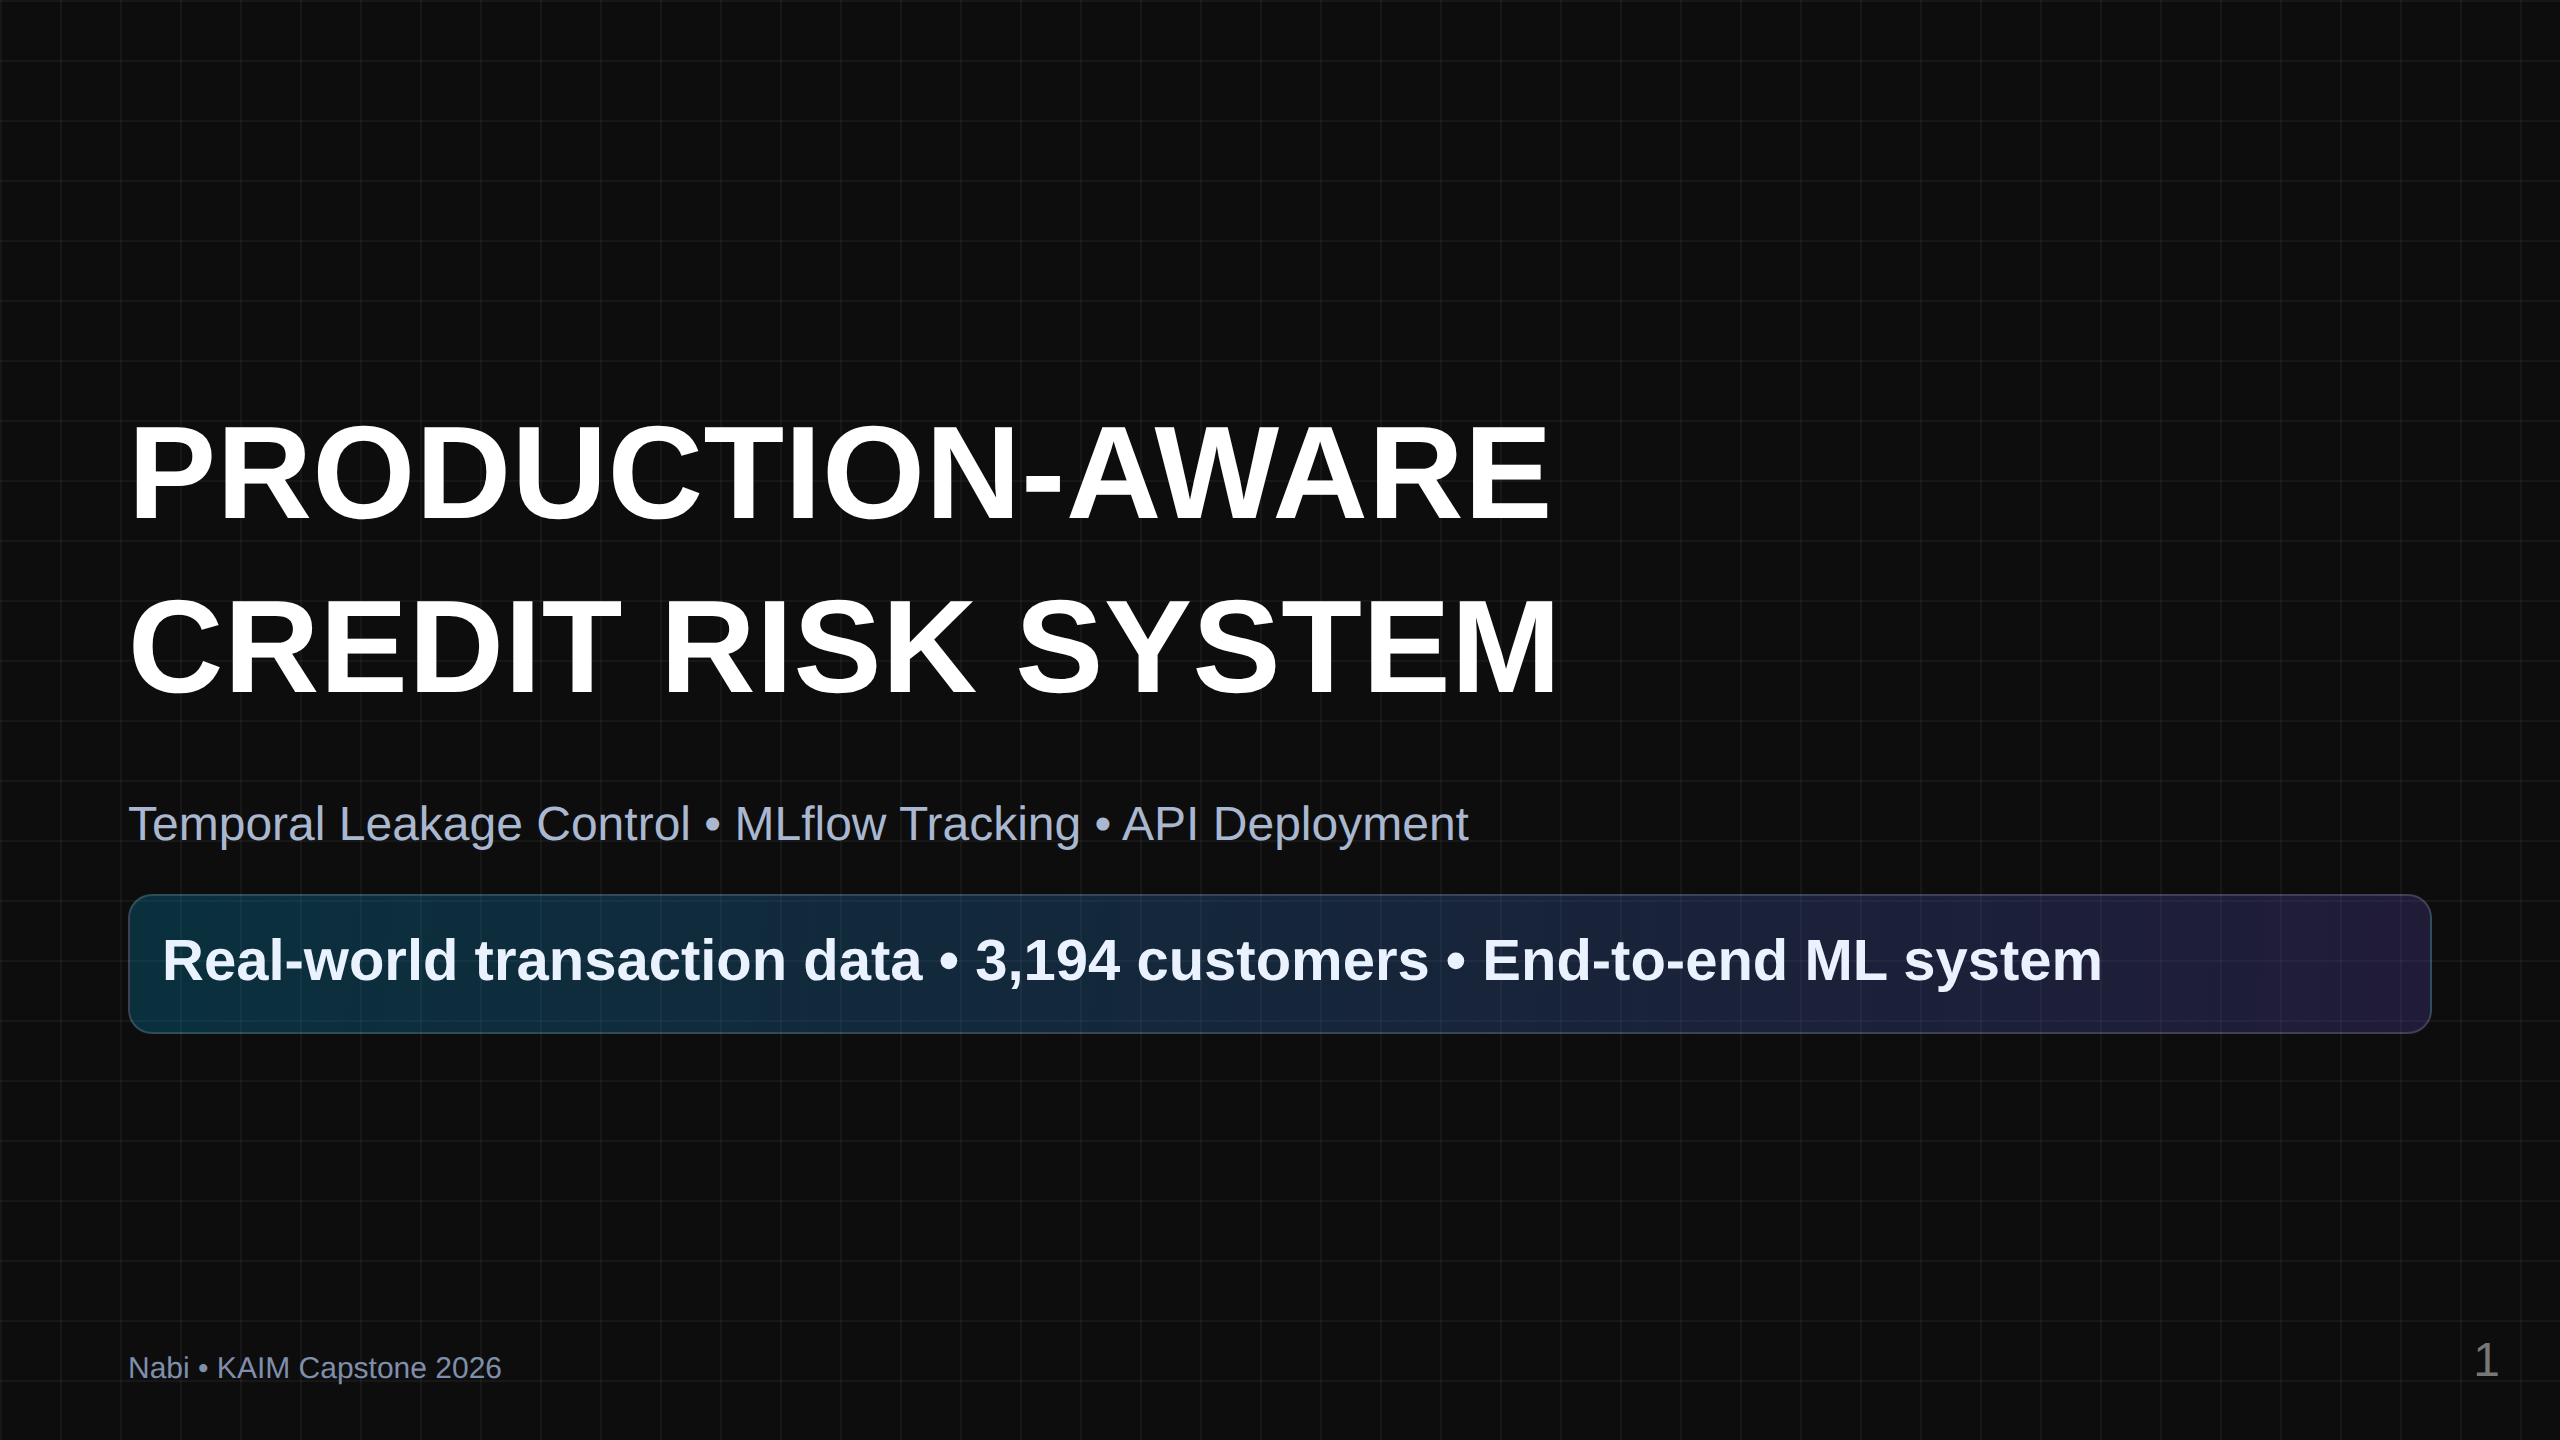 PRODUCTION-AWARE
CREDIT RISK SYSTEM
Temporal Leakage Control • MLflow Tracking • API Deployment
Real-world transaction data • 3,194 customers • End-to-end ML system
Nabi • KAIM Capstone 2026
1